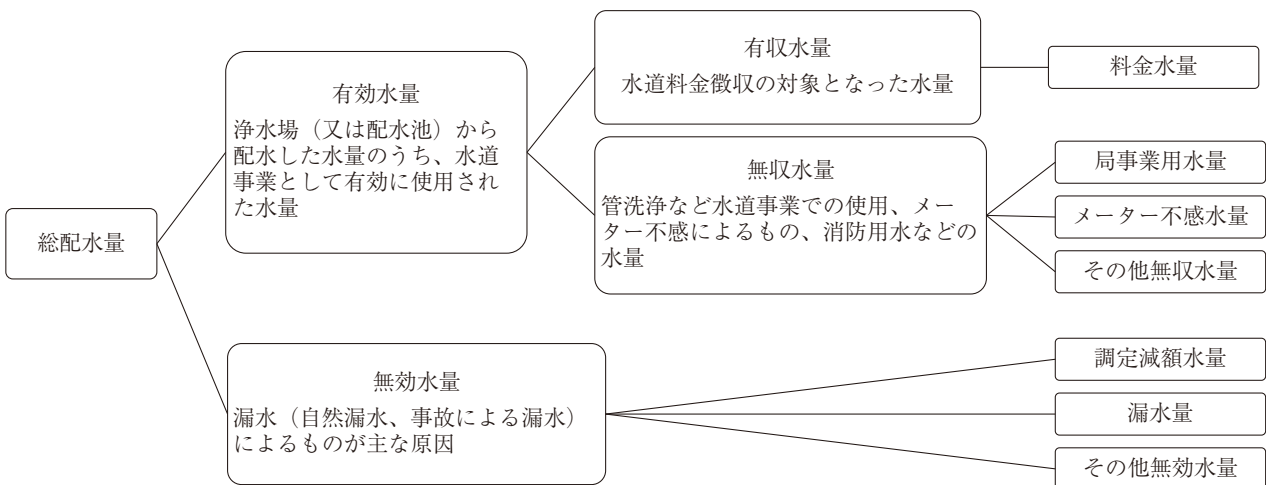 総配水量
有効水量
浄水場（又は配水池）から
配水した水量のうち、水道
事業として有効に使用され
た水量
無効水量
漏水（自然漏水、事故による漏水）
によるものが主な原因
有収水量
水道料金徴収の対象となった水量
無収水量
管洗浄など水道事業での使用、メー
ター不感によるもの、消防用水などの
水量
料金水量
局事業用水量
メーター不感水量
その他無収水量
調定減額水量
漏水量
その他無効水量